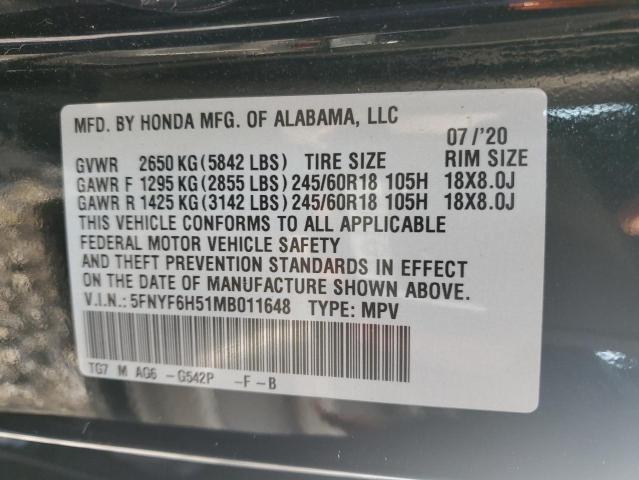 MFD. BY HONDA MFG. OF ALABAMA, LLC 07/'20
GVWR 2650 KG (5842 LBS) TIRE SIZE RIM SIZE
GAWR F 1295 KG (2855 LBS) 245/60R18 105H 18X8.0J
GAWR R 1425 KG (3142 LBS) 245/60R18 105H 18X8.0J
THIS VEHICLE CONFORMS TO ALL APPLICABLE
FEDERAL MOTOR VEHICLE SAFETY
AND THEFT PREVENTION STANDARDS IN EFFECT
ON THE DATE OF MANUFACTURE SHOWN ABOVE.
V.I.N.: 5FNYF6H51MB011648 TYPE: MPV
TG7 M AG6 -G542P -F-B